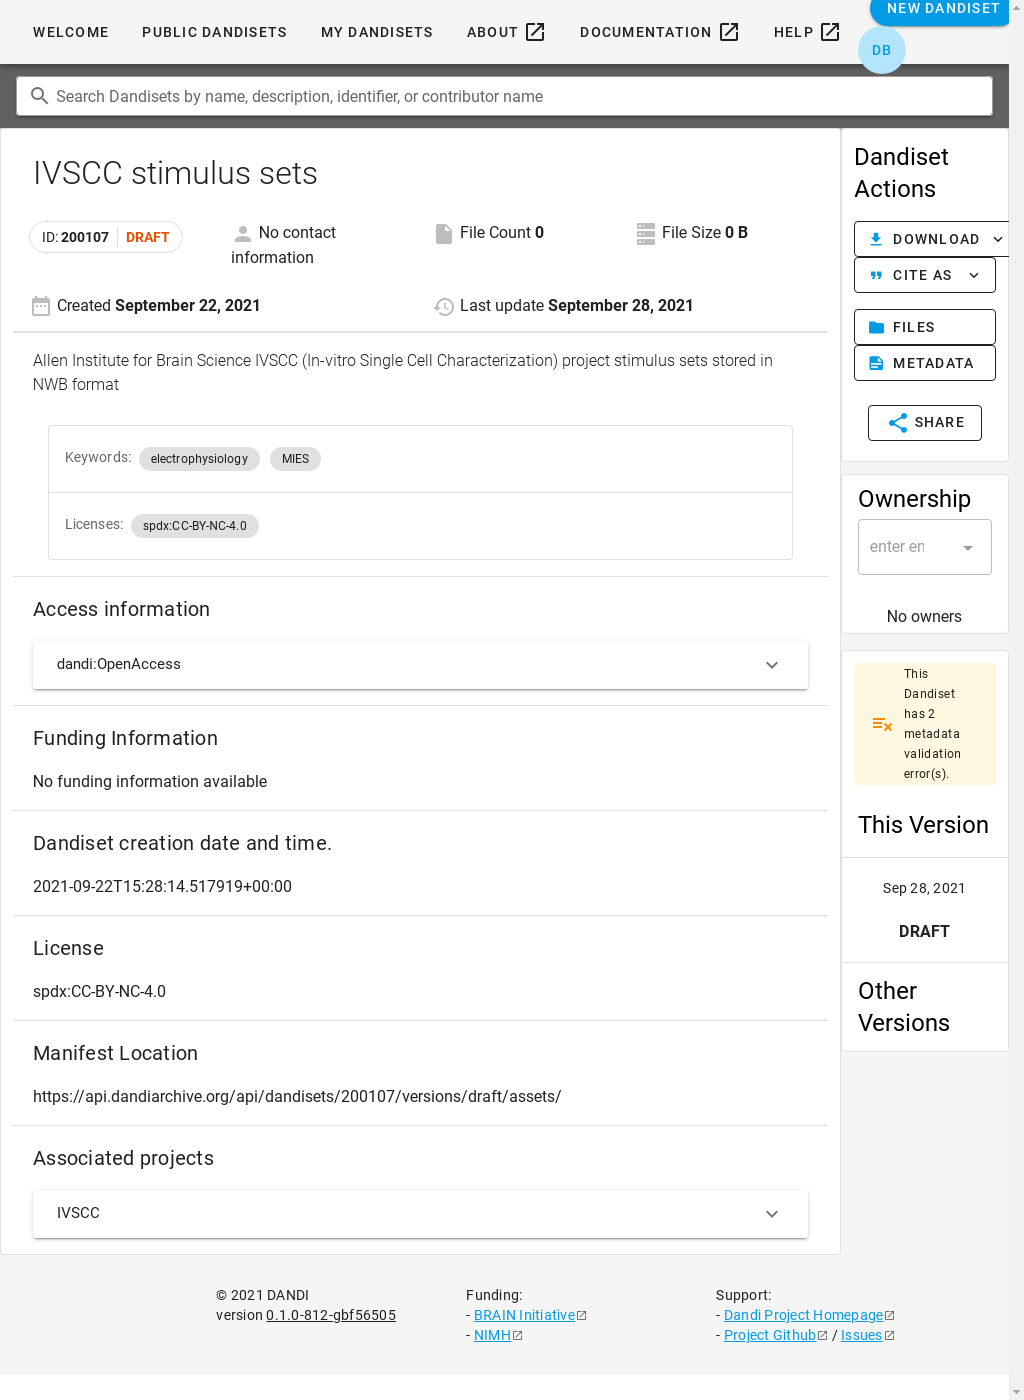 WELCOME PUBLIC DANDISETS MY DANDISETS ABOUT DOCUMENTATION HELP NEW DANDISET
DB
Search Dandisets by name, description, identifier, or contributor name
IVSCC stimulus sets
ID: 200107 DRAFT
No contact information
File Count 0
File Size 0 B
Created September 22, 2021
Last update September 28, 2021
Allen Institute for Brain Science IVSCC (In-vitro Single Cell Characterization) project stimulus sets stored in
NWB format
Keywords: electrophysiology MIES
Licenses: spdx:CC-BY-NC-4.0
Access information
dandi:OpenAccess
Funding Information
No funding information available
Dandiset creation date and time.
2021-09-22T15:28:14.517919+00:00
License
spdx:CC-BY-NC-4.0
Manifest Location
https://api.dandiarchive.org/api/dandisets/200107/versions/draft/assets/
Associated projects
IVSCC
Dandiset
Actions
DOWNLOAD
CITE AS
FILES
METADATA
SHARE
Ownership
enter en
No owners
This
Dandiset
has 2
metadata
validation
error(s).
This Version
Sep 28, 2021
DRAFT
Other
Versions
© 2021 DANDI
version 0.1.0-812-gbf56505
Funding:
- BRAIN Initiative
- NIMH
Support:
- Dandi Project Homepage
- Project Github / Issues